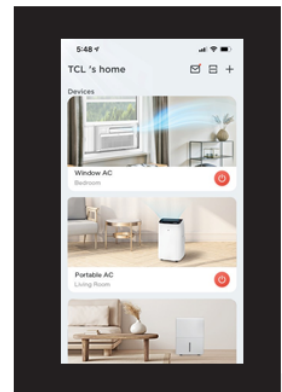 5:48
TCL 's home
Devices
Window AC
Bedroom
Portable AC
Living Room